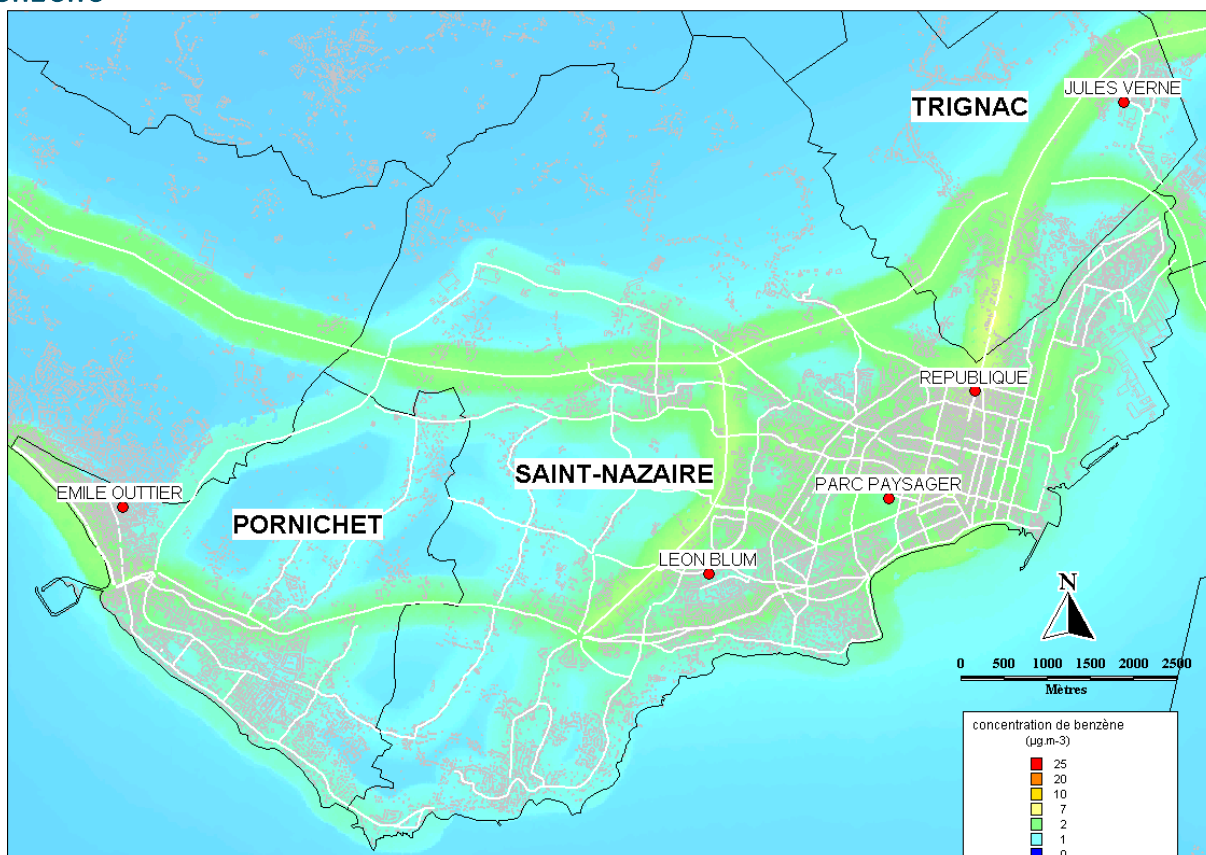 JULES VERNE
TRIGNAC
REPUBLIQUE
SAINT-NAZAIRE
PARC PAYSAGER
EMILE OUTTIER
PORNICHET
LEON BLUM
N
0 500 1000 1500 2000 2500
Mètres
concentration de benzène
(µg.m-3)
25
20
10
7
2
1
0